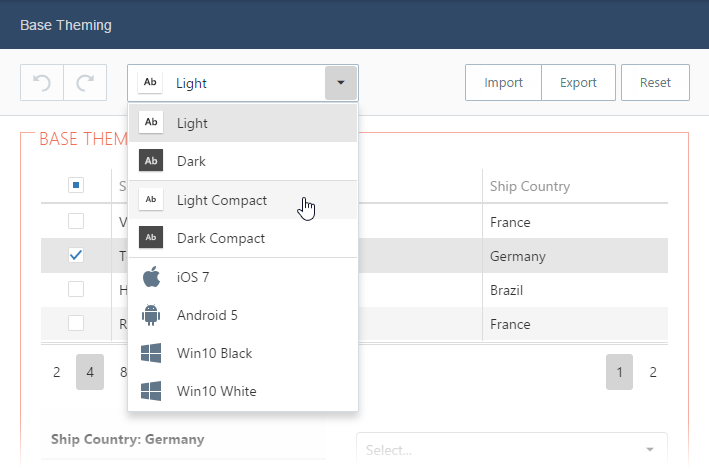 Base Theming
Ab Light
Import Export Reset
BASE THEM
Ab Light
Ab Dark
Ab Light Compact
Ab Dark Compact
iOS 7
Android 5
Win10 Black
Win10 White
S Ship Country
V France
T Germany
H Brazil
R France
2 4 8 1 2
Ship Country: Germany
Select...